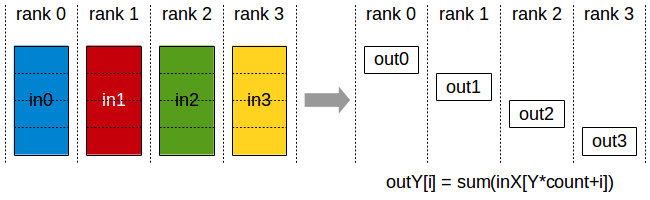 rank 0 rank 1 rank 2 rank 3
in0 in1 in2 in3
rank 0 rank 1 rank 2 rank 3
out0
out1
out2
out3
outY[i] = sum(inX[Y*count+i])